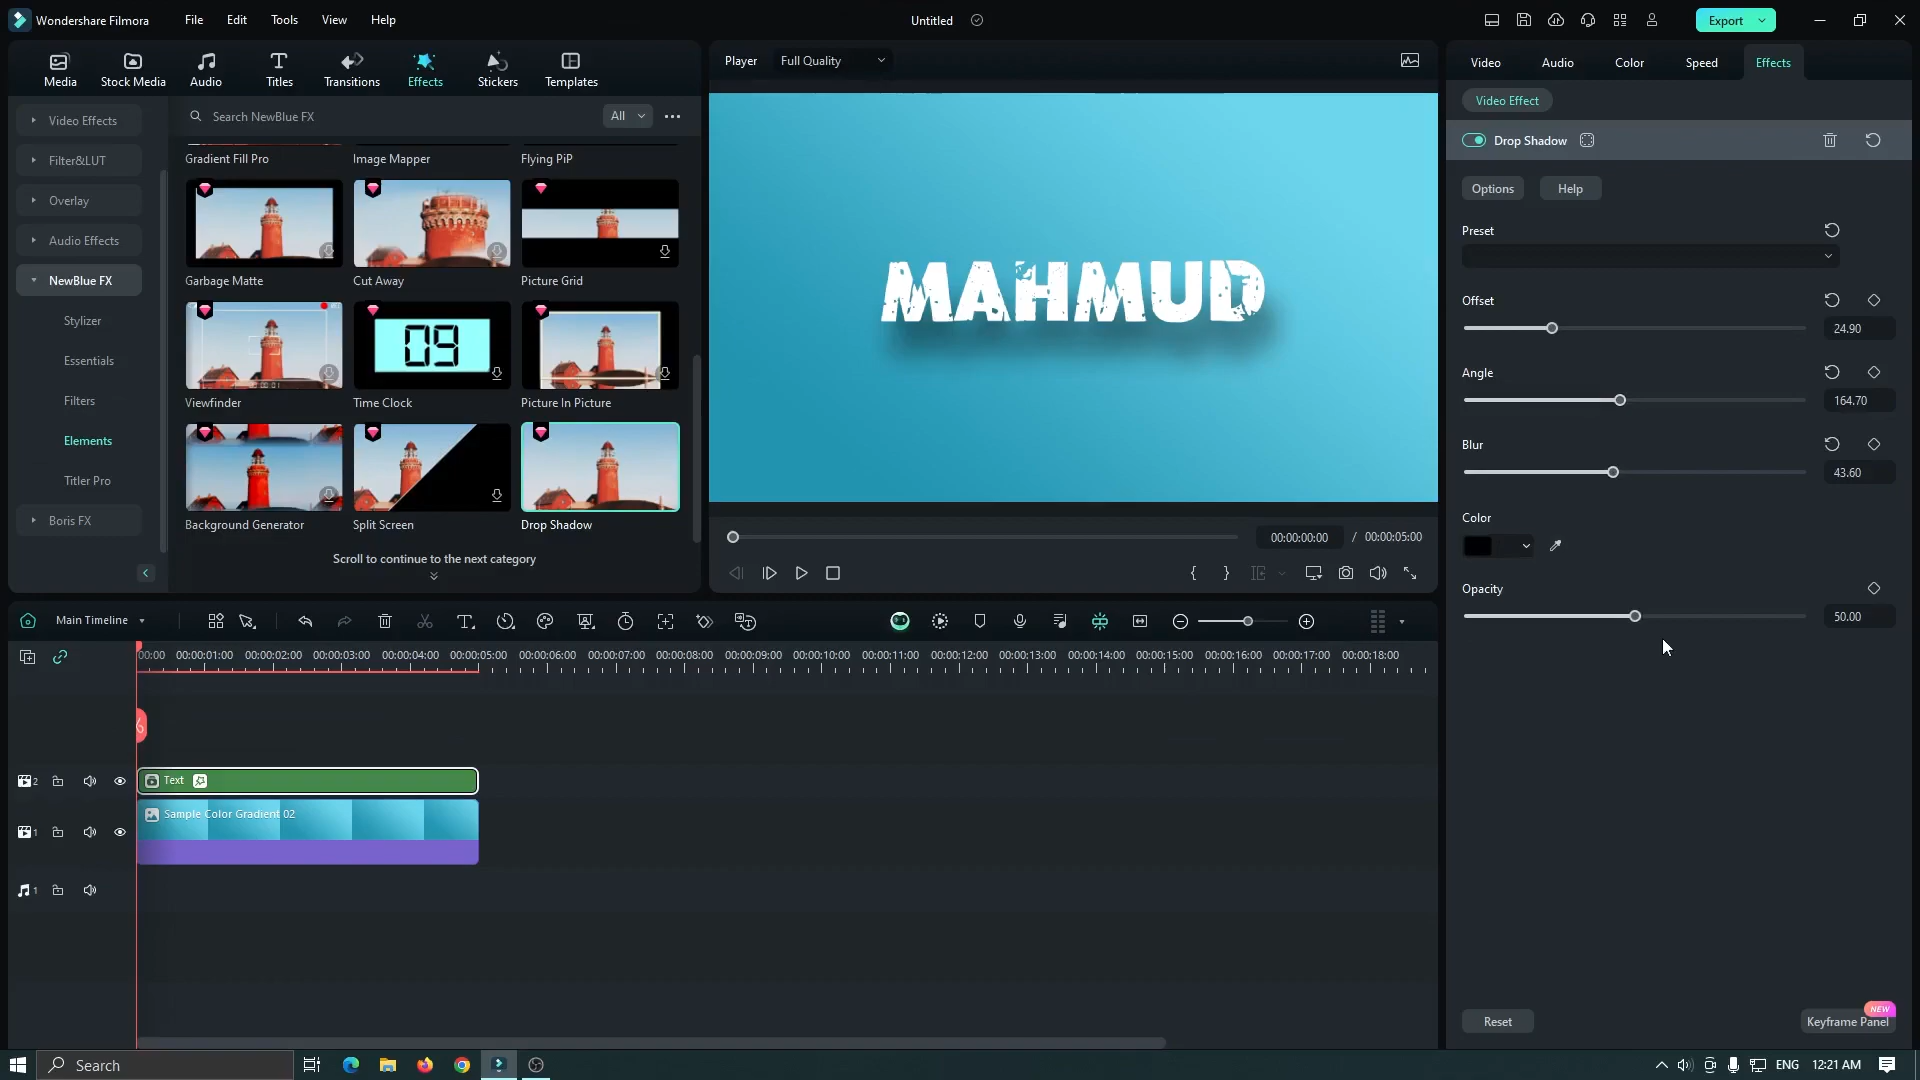 Wondershare Filmora
File Edit Tools View Help
Untitled
Export
Media Stock Media Audio Titles Transitions Effects Stickers Templates
Player Full Quality
Video Audio Color Speed Effects
Video Effects
Filter&LUT
Overlay
Audio Effects
NewBlue FX
Stylizer
Essentials
Filters
Elements
Titler Pro
Boris FX
Search NewBlue FX All
Gradient Fill Pro Image Mapper Flying PiP
Garbage Matte Cut Away Picture Grid
09
Viewfinder Time Clock Picture In Picture
Background Generator Split Screen Drop Shadow
Scroll to continue to the next category
MAHMUD
00:00:00:00 / 00:00:05:00
Video Effect
Drop Shadow
Options Help
Preset
Offset
24.90
Angle
164.70
Blur
43.60
Color
Opacity
50.00
Reset
NEW
Keyframe Panel
Main Timeline
00:00 00:00:01:00 00:00:02:00 00:00:03:00 00:00:04:00 00:00:05:00 00:00:06:00 00:00:07:00 00:00:08:00 00:00:09:00 00:00:10:00 00:00:11:00 00:00:12:00 00:00:13:00 00:00:14:00 00:00:15:00 00:00:16:00 00:00:17:00 00:00:18:00
2 Text
1 Sample Color Gradient 02
1
Search
ENG 12:21 AM